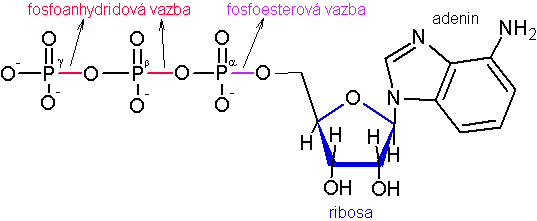 fosfoanhydridová vazba
fosfoesterová vazba
adenin
O O O NH₂
γ β α N
O⁻ P O P O P O
O⁻ O⁻ O⁻ O N
H H H H
OH OH
ribosa